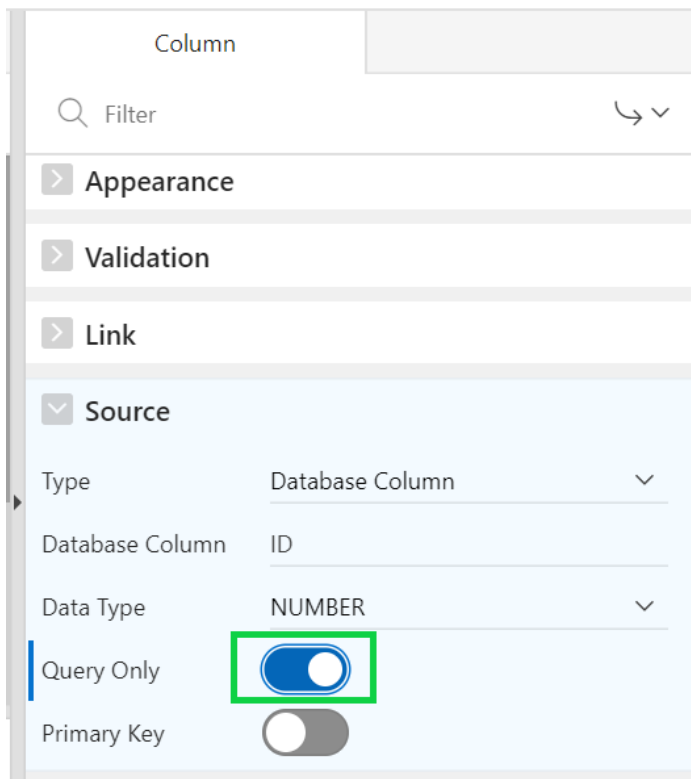 Column
Filter
Appearance
Validation
Link
Source
Type Database Column
Database Column ID
Data Type NUMBER
Query Only
Primary Key